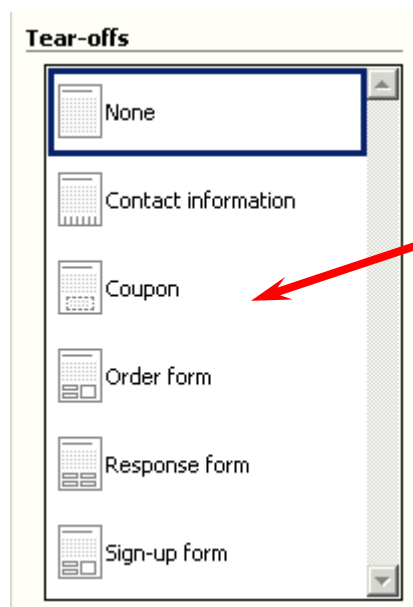 Tear-offs
None
Contact information
Coupon
Order form
Response form
Sign-up form